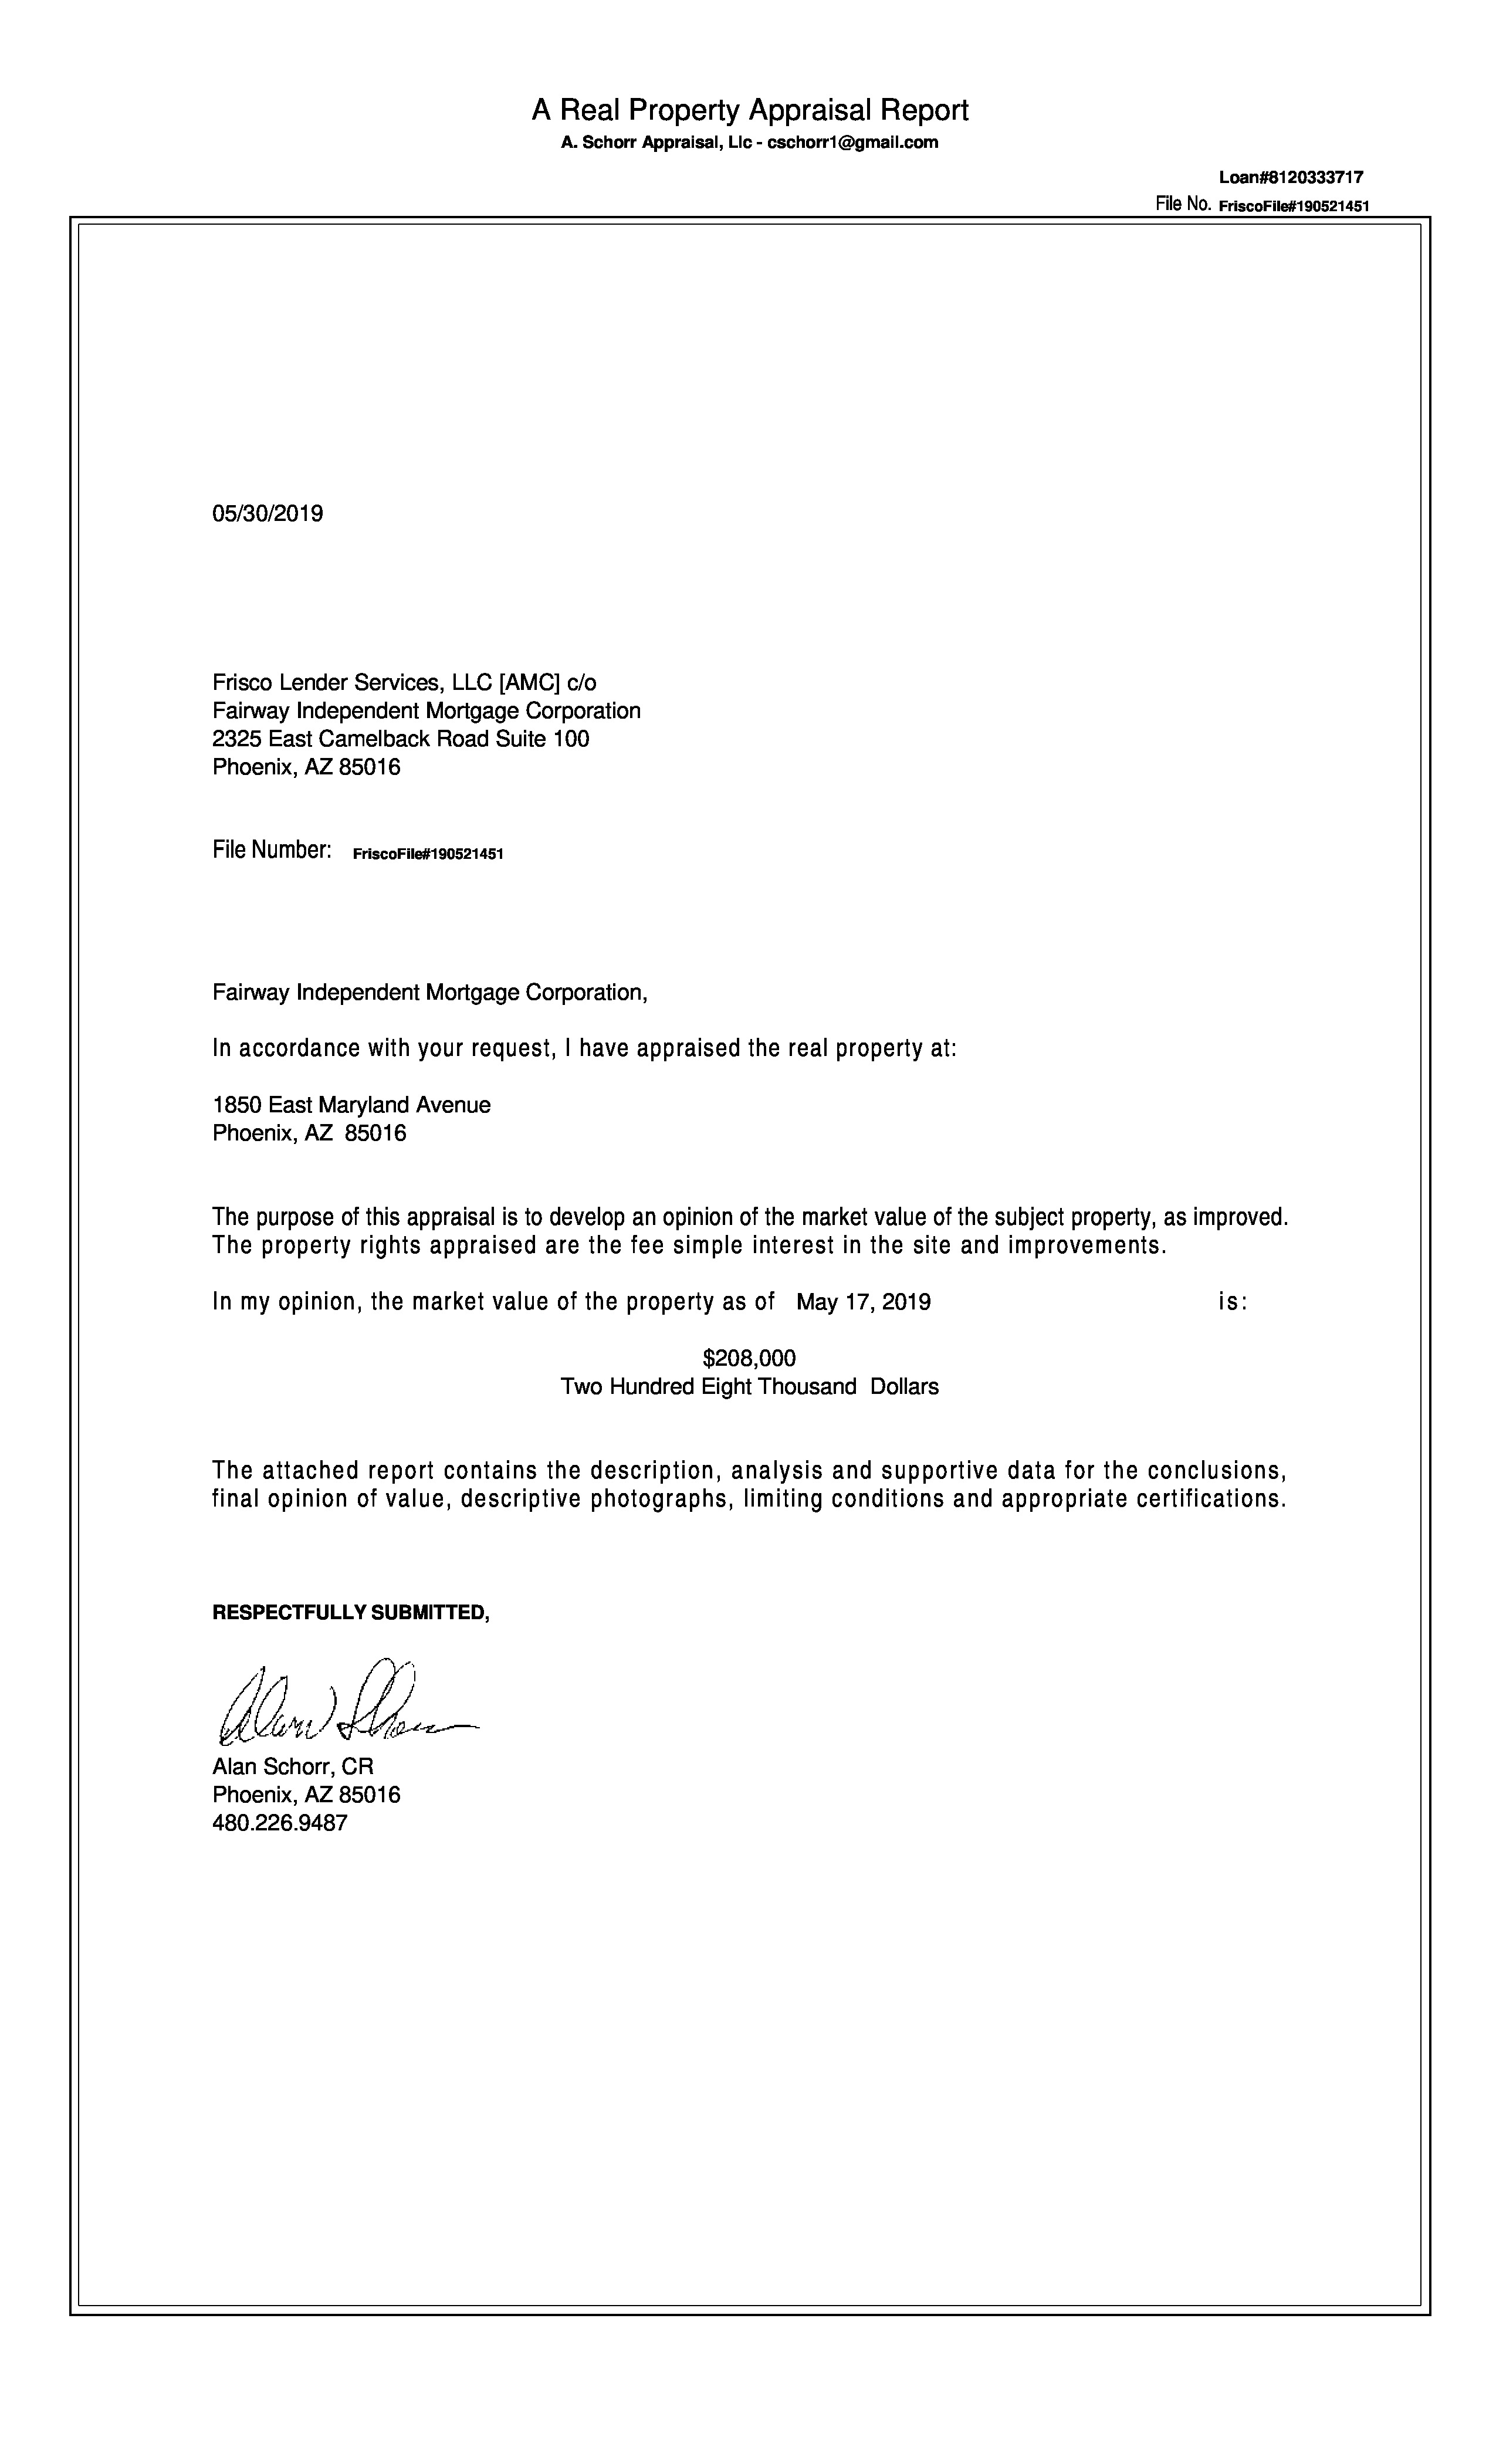 A Real Property Appraisal Report
A. Schorr Appraisal, Llc - cschorr1@gmail.com
Loan#8120333717
File No. FriscoFile#190521451
05/30/2019
Frisco Lender Services, LLC [AMC] c/o
Fairway Independent Mortgage Corporation
2325 East Camelback Road Suite 100
Phoenix, AZ 85016
File Number: FriscoFile#190521451
Fairway Independent Mortgage Corporation,
In accordance with your request, I have appraised the real property at:
1850 East Maryland Avenue
Phoenix, AZ  85016
The purpose of this appraisal is to develop an opinion of the market value of the subject property, as improved.
The property rights appraised are the fee simple interest in the site and improvements.
In my opinion, the market value of the property as of May 17, 2019 is:
$208,000
Two Hundred Eight Thousand  Dollars
The attached report contains the description, analysis and supportive data for the conclusions,
final opinion of value, descriptive photographs, limiting conditions and appropriate certifications.
RESPECTFULLY SUBMITTED,
Alan Schorr
Alan Schorr, CR
Phoenix, AZ 85016
480.226.9487